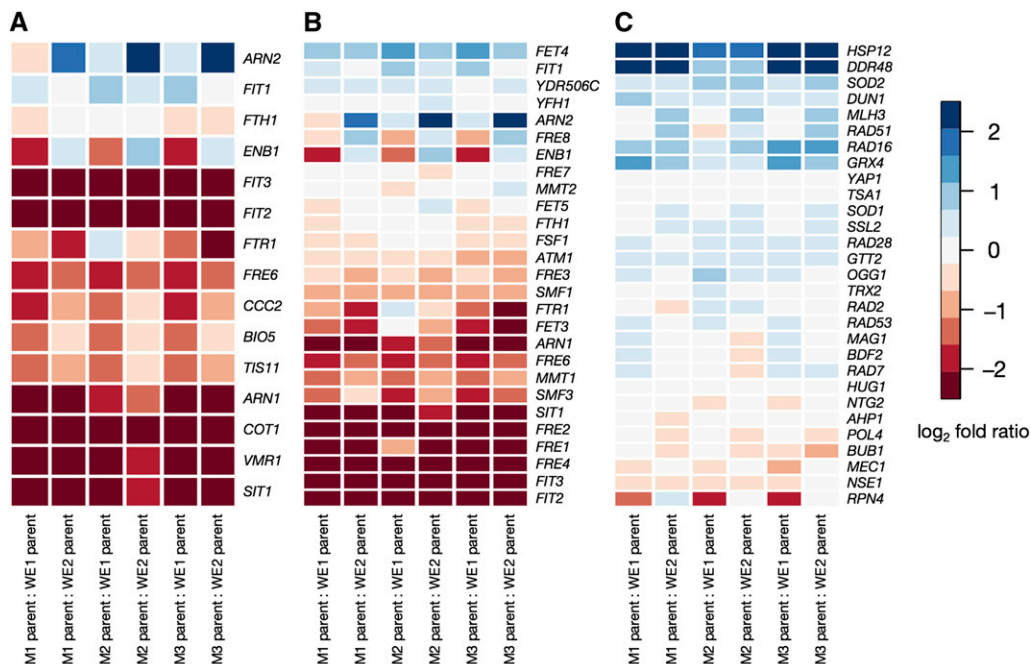 A
ARN2
FIT1
FTH1
ENB1
FIT3
FIT2
FTR1
FRE6
CCC2
BIO5
TIS11
ARN1
COT1
VMR1
SIT1
M1 parent : WE1 parent
M1 parent : WE2 parent
M2 parent : WE1 parent
M2 parent : WE2 parent
M3 parent : WE1 parent
M3 parent : WE2 parent
B
FET4
FIT1
YDR506C
YFH1
ARN2
FRE8
ENB1
FRE7
MMT2
FET5
FTH1
FSF1
ATM1
FRE3
SMF1
FTR1
FET3
ARN1
FRE6
MMT1
SMF3
SIT1
FRE2
FRE1
FRE4
FIT3
FIT2
M1 parent : WE1 parent
M1 parent : WE2 parent
M2 parent : WE1 parent
M2 parent : WE2 parent
M3 parent : WE1 parent
M3 parent : WE2 parent
C
HSP12
DDR48
SOD2
DUN1
MLH3
RAD51
RAD16
GRX4
YAP1
TSA1
SOD1
SSL2
RAD28
GTT2
OGG1
TRX2
RAD2
RAD53
MAG1
BDF2
RAD7
HUG1
NTG2
AHP1
POL4
BUB1
MEC1
NSE1
RPN4
M1 parent : WE1 parent
M1 parent : WE2 parent
M2 parent : WE1 parent
M2 parent : WE2 parent
M3 parent : WE1 parent
M3 parent : WE2 parent
2
1
0
−1
−2
log₂ fold ratio